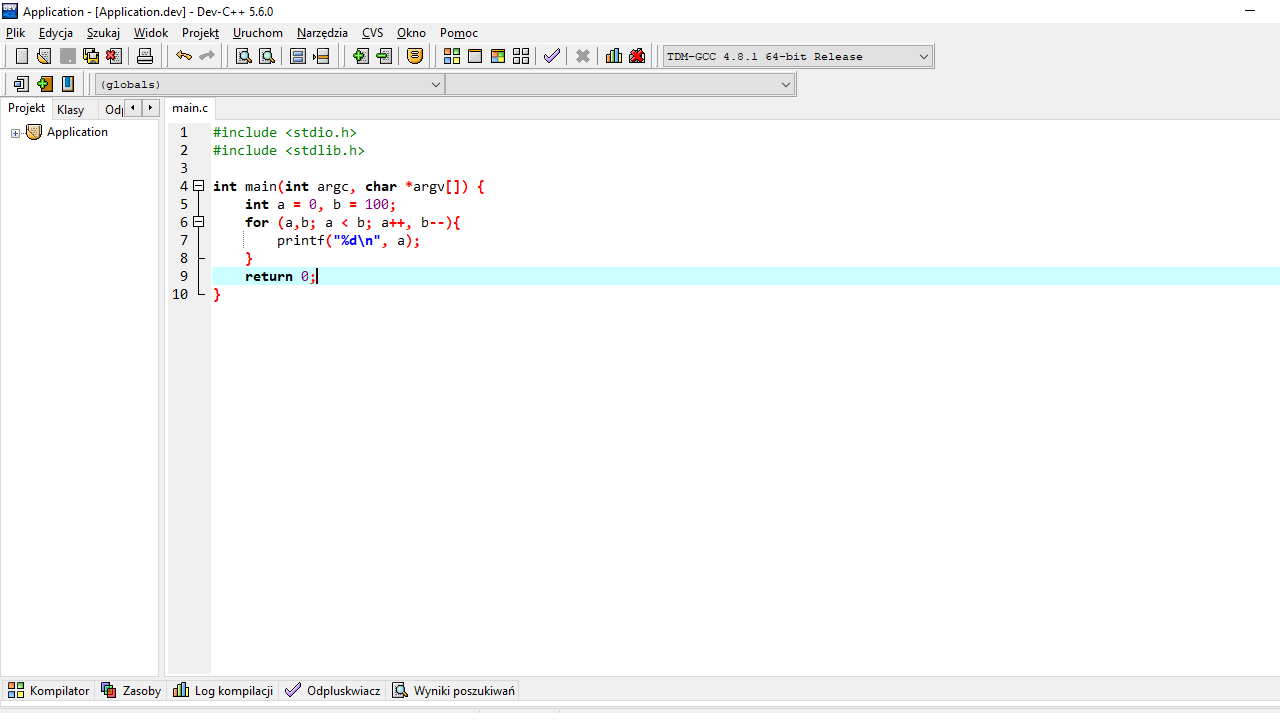 Application - [Application.dev] - Dev-C++ 5.6.0
Plik Edycja Szukaj Widok Projekt Uruchom Narzędzia CVS Okno Pomoc
TDM-GCC 4.8.1 64-bit Release
(globals)
Projekt Klasy main.c
Application
1 #include <stdio.h>
2 #include <stdlib.h>
3
4 int main(int argc, char *argv[]) {
5     int a = 0, b = 100;
6     for (a,b; a < b; a++, b--){
7         printf("%d\n", a);
8     }
9     return 0;
10 }
Kompilator Zasoby Log kompilacji Odpluskwiacz Wyniki poszukiwań